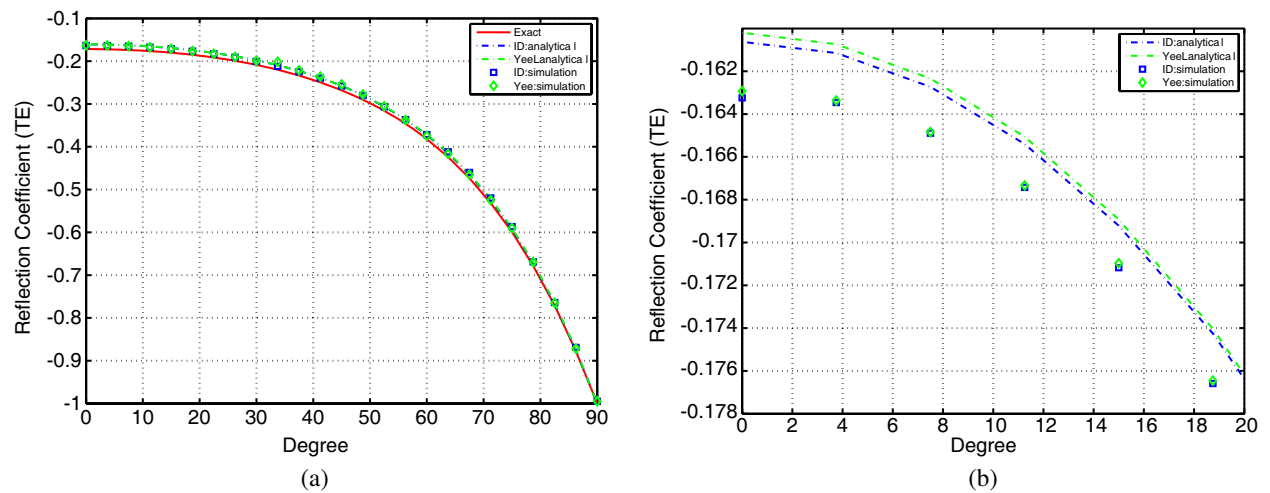 -0.1
-0.2
-0.3
-0.4
-0.5
-0.6
-0.7
-0.8
-0.9
-1
0 10 20 30 40 50 60 70 80 90
Degree
Reflection Coefficient (TE)
Exact
ID:analytica l
YeeLanalytica l
ID:simulation
Yee:simulation
(a)
-0.162
-0.164
-0.166
-0.168
-0.17
-0.172
-0.174
-0.176
-0.178
0 2 4 6 8 10 12 14 16 18 20
Degree
Reflection Coefficient (TE)
ID:analytica l
YeeLanalytica l
ID:simulation
Yee:simulation
(b)